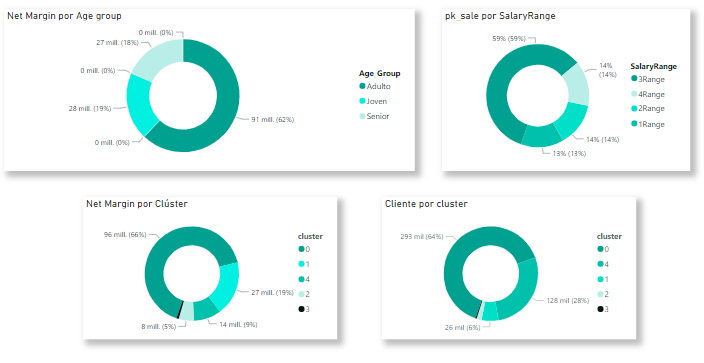 Net Margin por Age group
0 mill. (0%)
27 mill. (18%)
0 mill. (0%)
28 mill. (19%)
0 mill. (0%)
91 mill. (62%)
Age Group
Adulto
Joven
Senior
pk_sale por SalaryRange
59% (59%)
14%
(14%)
14% (14%)
13% (13%)
SalaryRange
3Range
4Range
2Range
1Range
Net Margin por Clúster
96 mill. (66%)
27 mill. (19%)
14 mill. (9%)
8 mill. (5%)
cluster
0
1
4
2
3
Cliente por cluster
293 mil (64%)
128 mil (28%)
26 mil (6%)
cluster
0
4
1
2
3